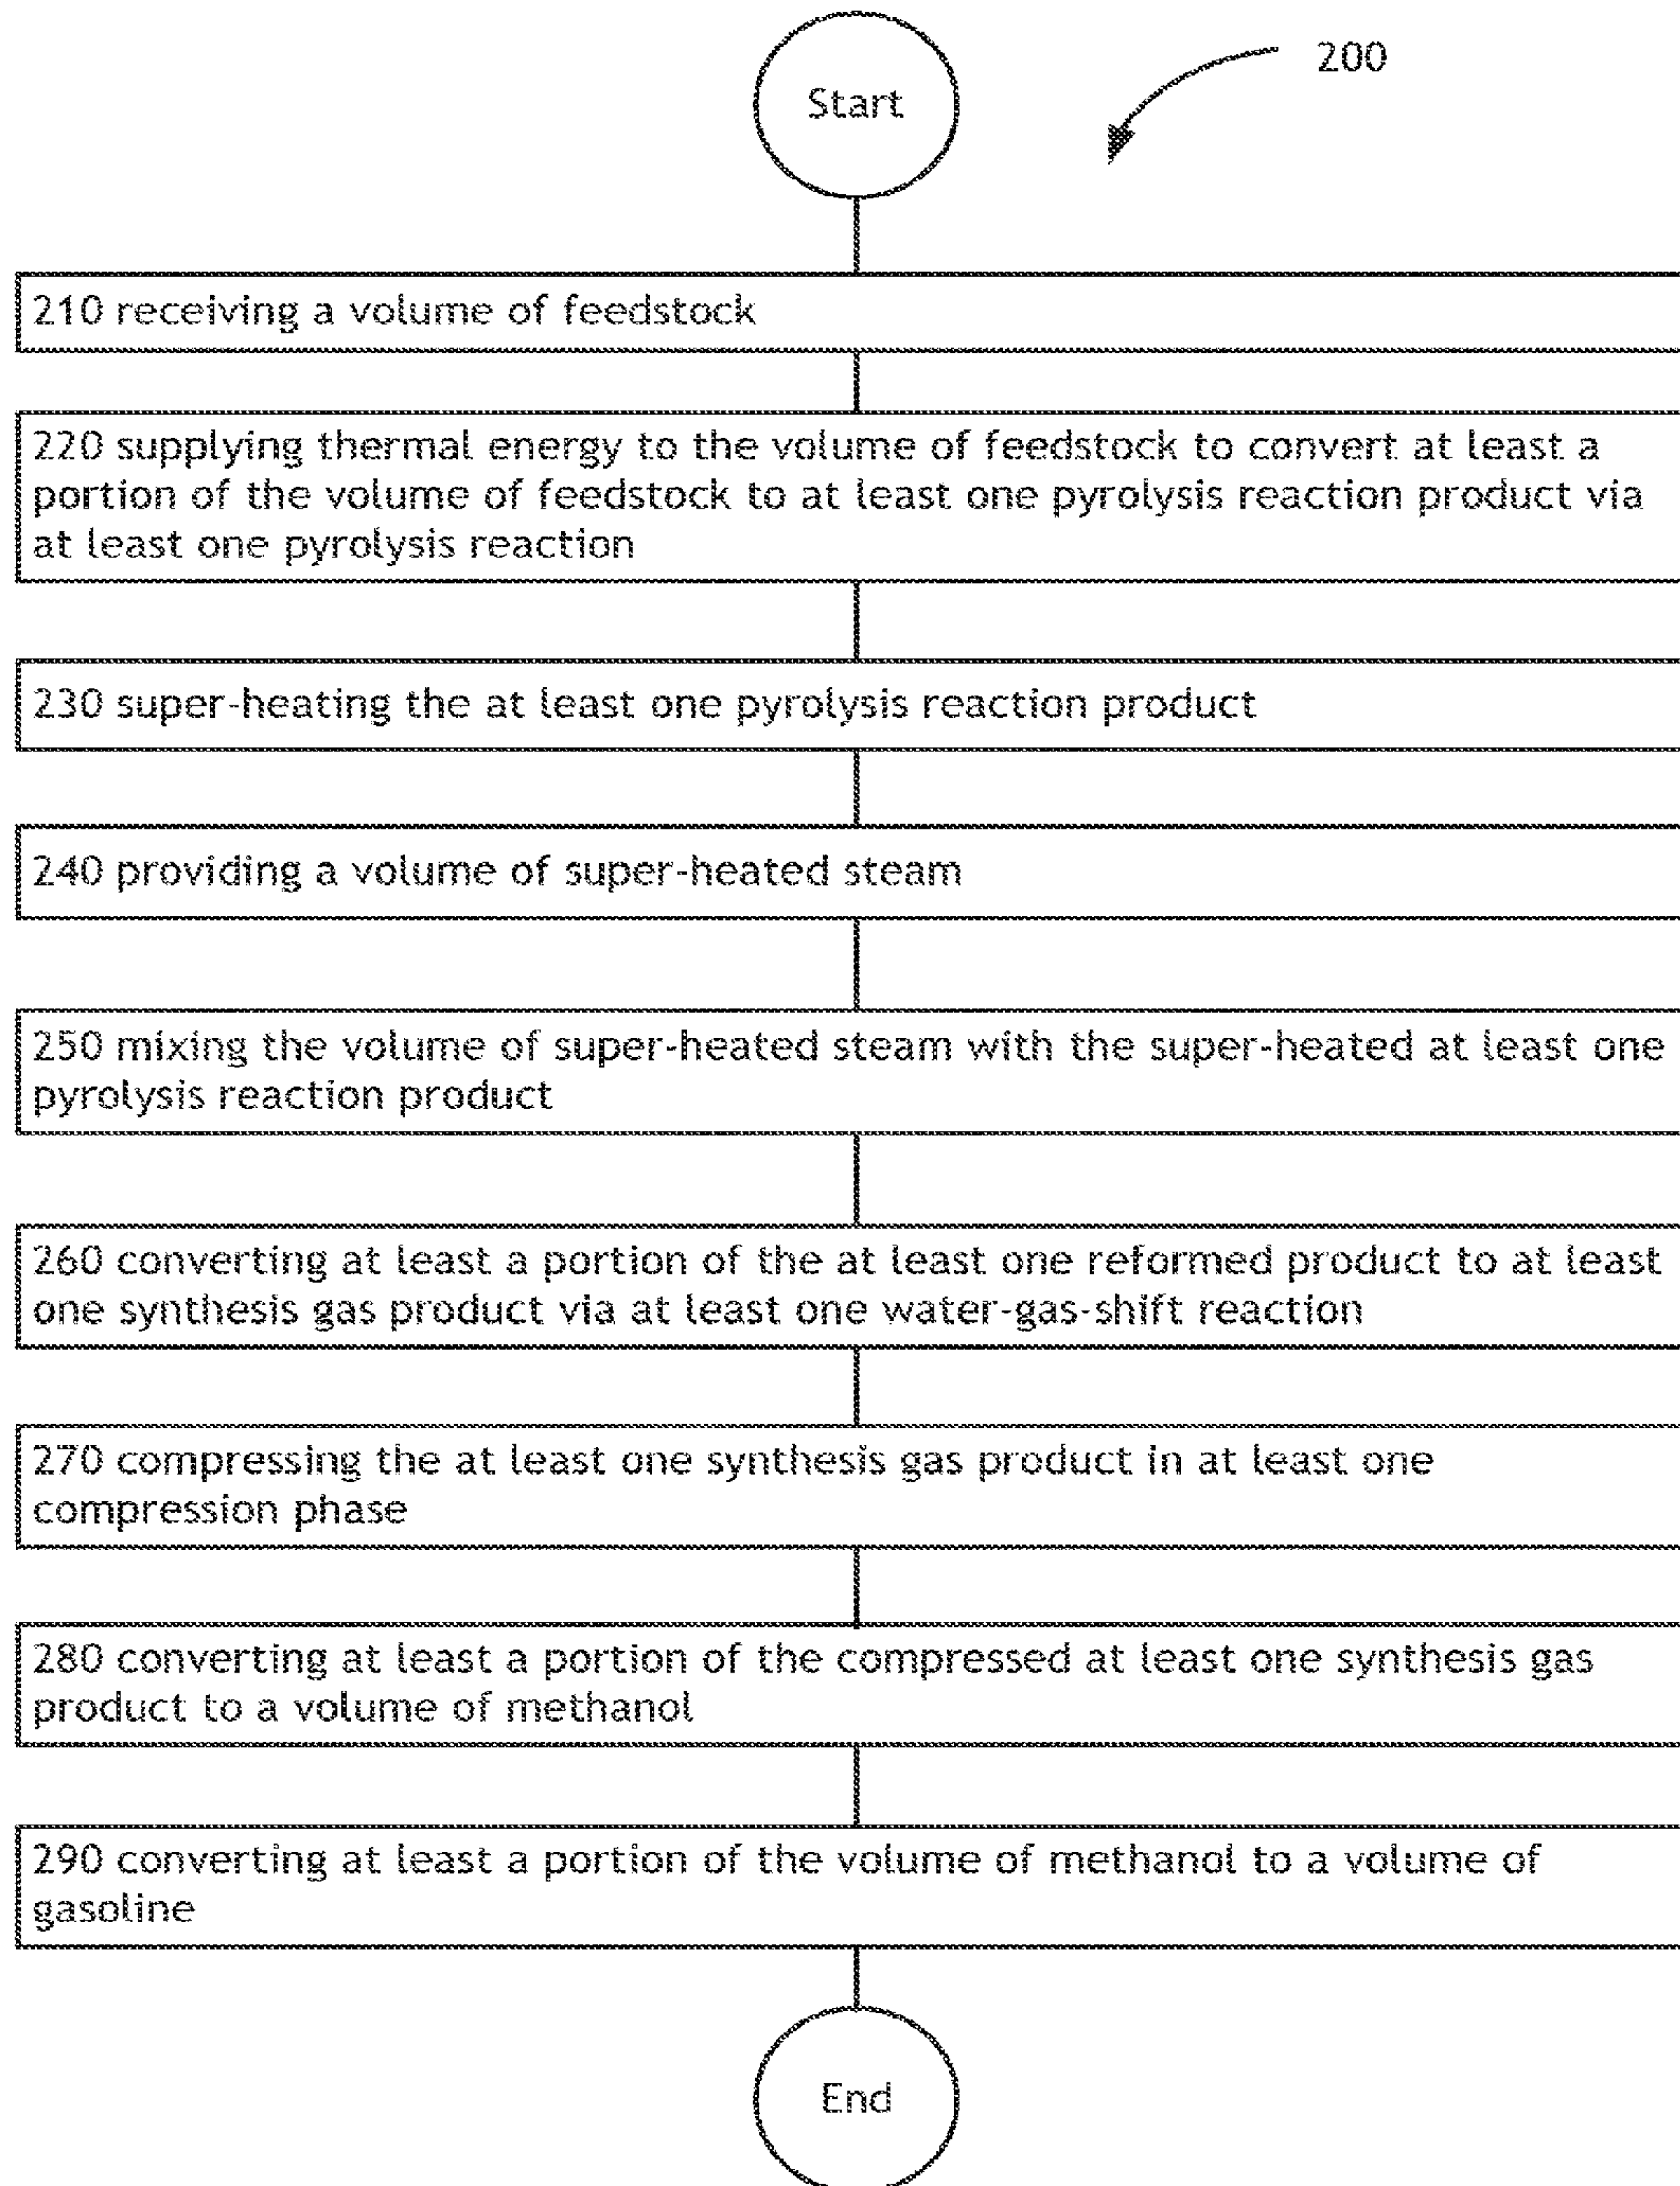 Start
200
210 receiving a volume of feedstock
220 supplying thermal energy to the volume of feedstock to convert at least a
portion of the volume of feedstock to at least one pyrolysis reaction product via
at least one pyrolysis reaction
230 super-heating the at least one pyrolysis reaction product
240 providing a volume of super-heated steam
250 mixing the volume of super-heated steam with the super-heated at least one
pyrolysis reaction product
260 converting at least a portion of the at least one reformed product to at least
one synthesis gas product via at least one water-gas-shift reaction
270 compressing the at least one synthesis gas product in at least one
compression phase
280 converting at least a portion of the compressed at least one synthesis gas
product to a volume of methanol
290 converting at least a portion of the volume of methanol to a volume of
gasoline
End